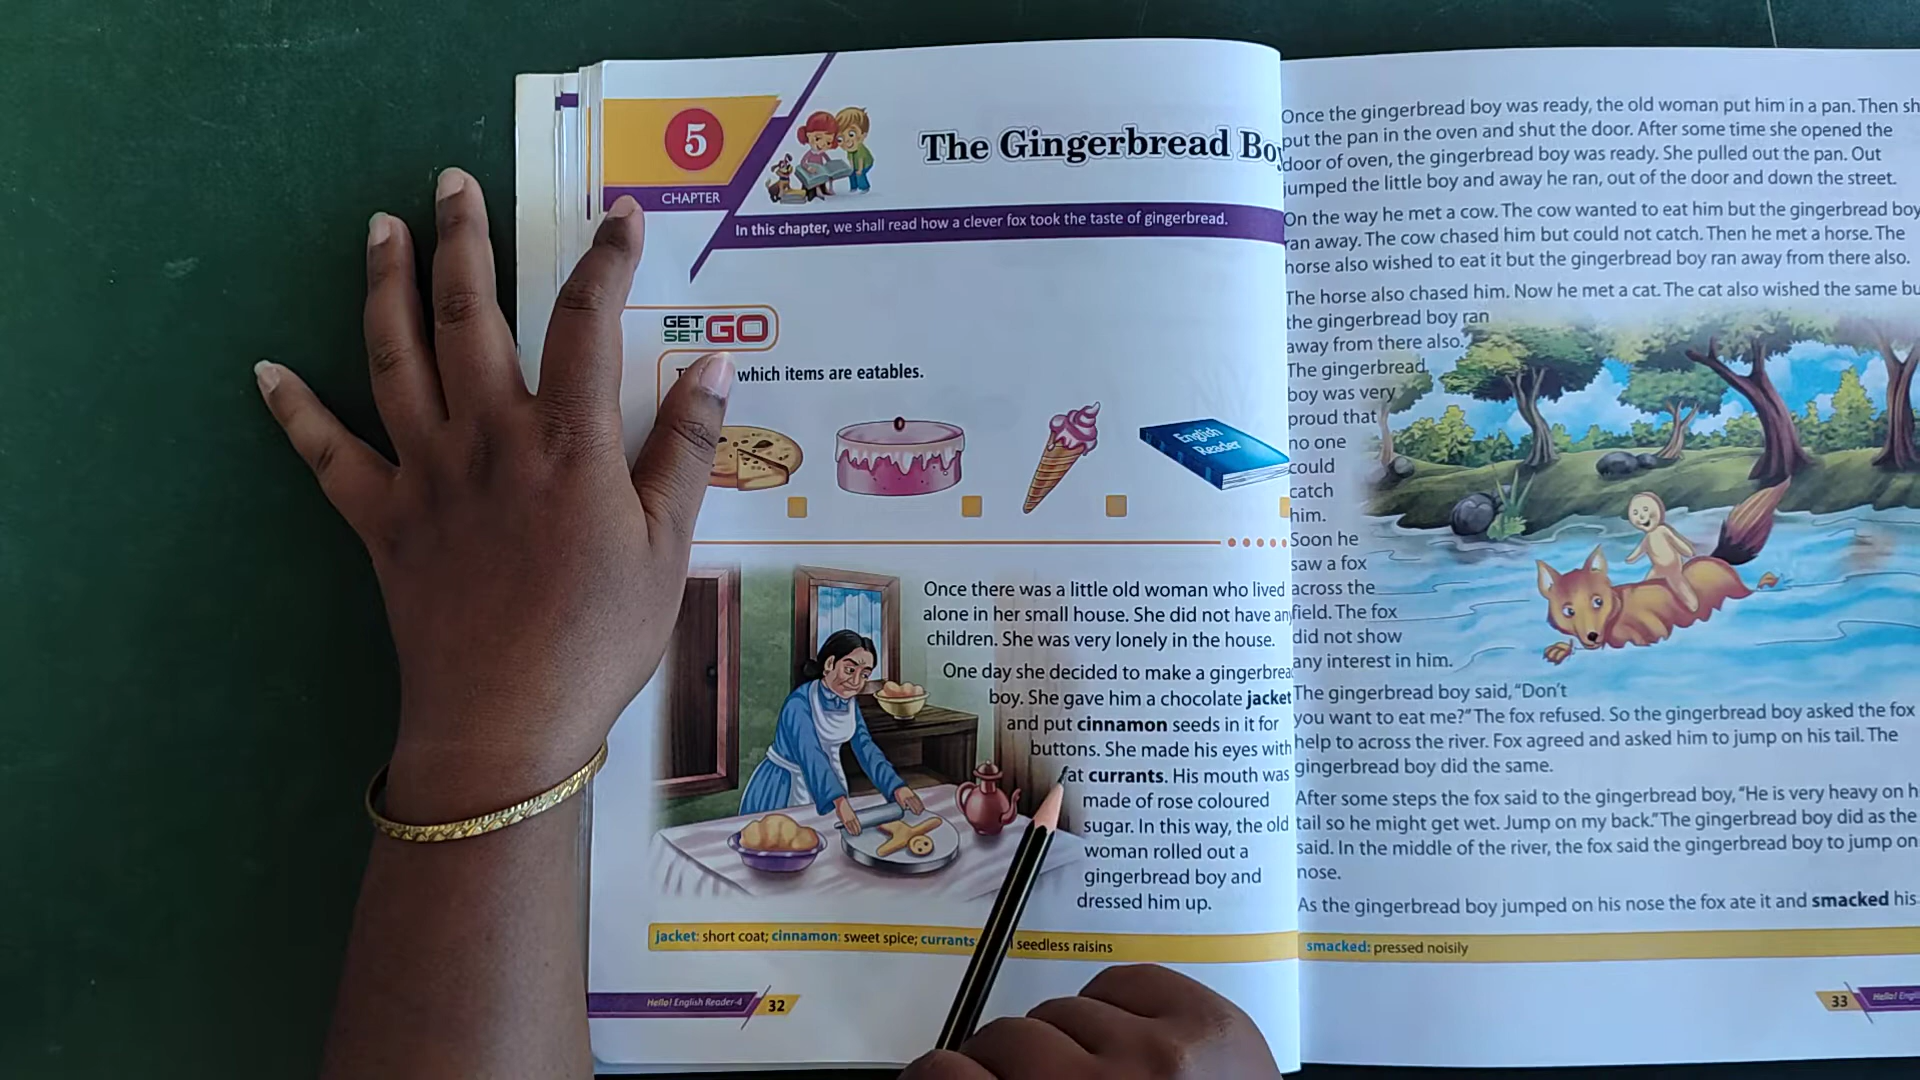 5
CHAPTER
The Gingerbread Boy
In this chapter, we shall read how a clever fox took the taste of gingerbread.
GET
SET GO
which items are eatables.
English
Reader
Once there was a little old woman who lived
alone in her small house. She did not have any
children. She was very lonely in the house.
One day she decided to make a gingerbread
boy. She gave him a chocolate jacket
and put cinnamon seeds in it for
buttons. She made his eyes with
fat currants. His mouth was
made of rose coloured
sugar. In this way, the old
woman rolled out a
gingerbread boy and
dressed him up.
jacket: short coat; cinnamon: sweet spice; currants seedless raisins
Hello! English Reader-4
32
Once the gingerbread boy was ready, the old woman put him in a pan. Then sh
put the pan in the oven and shut the door. After some time she opened the
door of oven, the gingerbread boy was ready. She pulled out the pan. Out
jumped the little boy and away he ran, out of the door and down the street.
On the way he met a cow. The cow wanted to eat him but the gingerbread boy
ran away. The cow chased him but could not catch. Then he met a horse. The
horse also wished to eat it but the gingerbread boy ran away from there also.
The horse also chased him. Now he met a cat. The cat also wished the same bu
the gingerbread boy ran
away from there also.
The gingerbread
boy was very
proud that
no one
could
catch
him.
Soon he
saw a fox
across the
field. The fox
did not show
any interest in him.
The gingerbread boy said, “Don’t
you want to eat me?” The fox refused. So the gingerbread boy asked the fox
help to across the river. Fox agreed and asked him to jump on his tail. The
gingerbread boy did the same.
After some steps the fox said to the gingerbread boy, “He is very heavy on h
tail so he might get wet. Jump on my back.” The gingerbread boy did as the
said. In the middle of the river, the fox said the gingerbread boy to jump on
nose.
As the gingerbread boy jumped on his nose the fox ate it and smacked his
smacked: pressed noisily
33
Hello! Engl